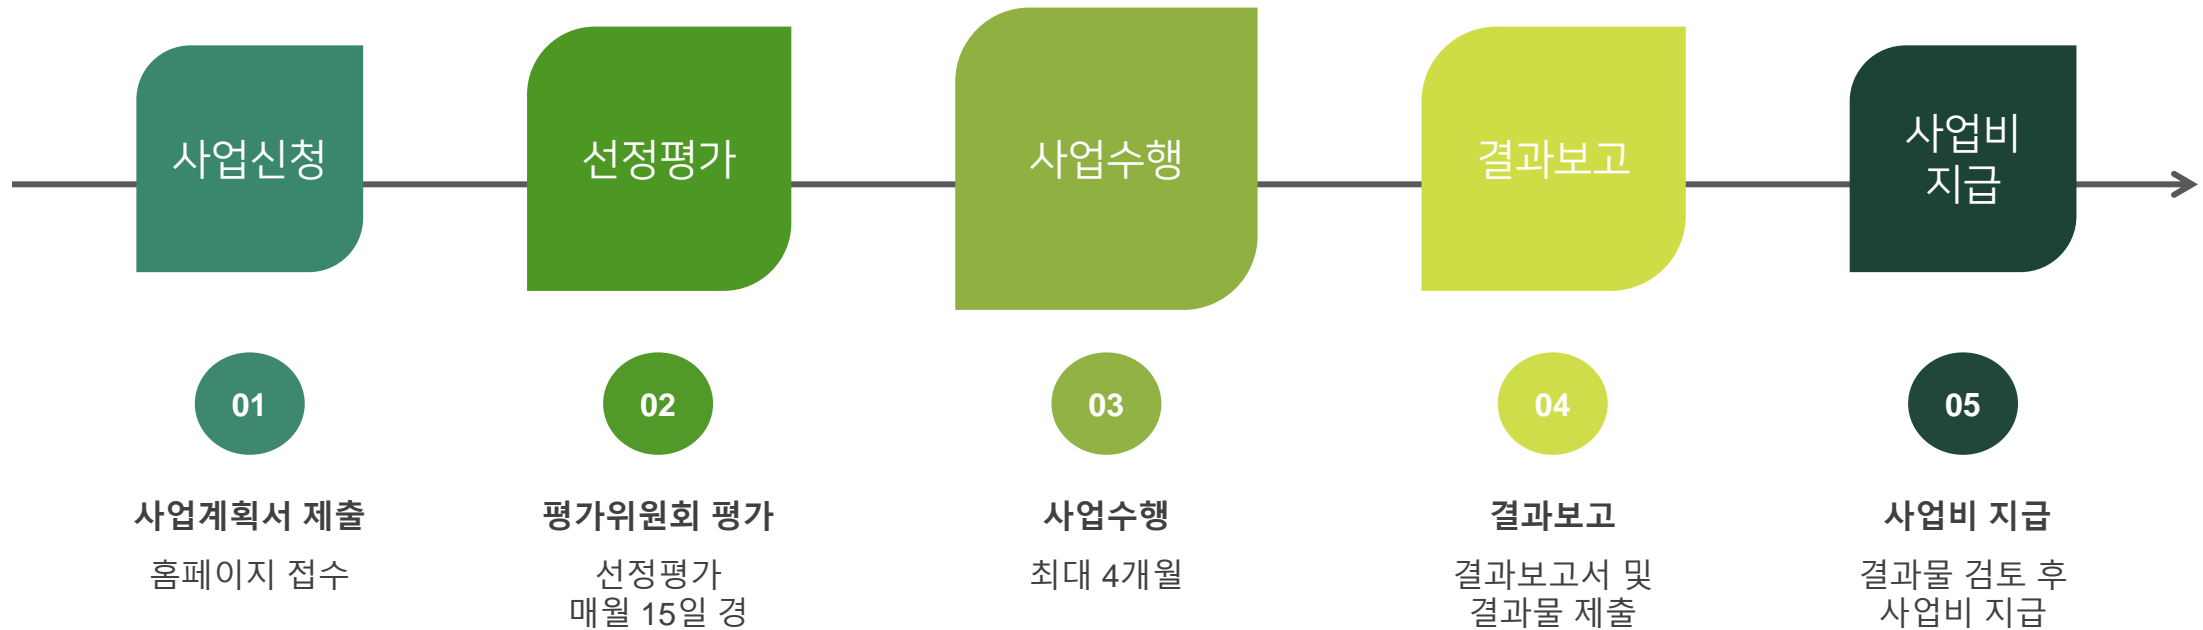 사업신청
선정평가
사업수행
결과보고
사업비
지급
01
02
03
04
05
사업계획서 제출
평가위원회 평가
사업수행
결과보고
사업비 지급
홈페이지 접수
선정평가
매월 15일 경
최대 4개월
결과보고서 및
결과물 제출
결과물 검토 후
사업비 지급